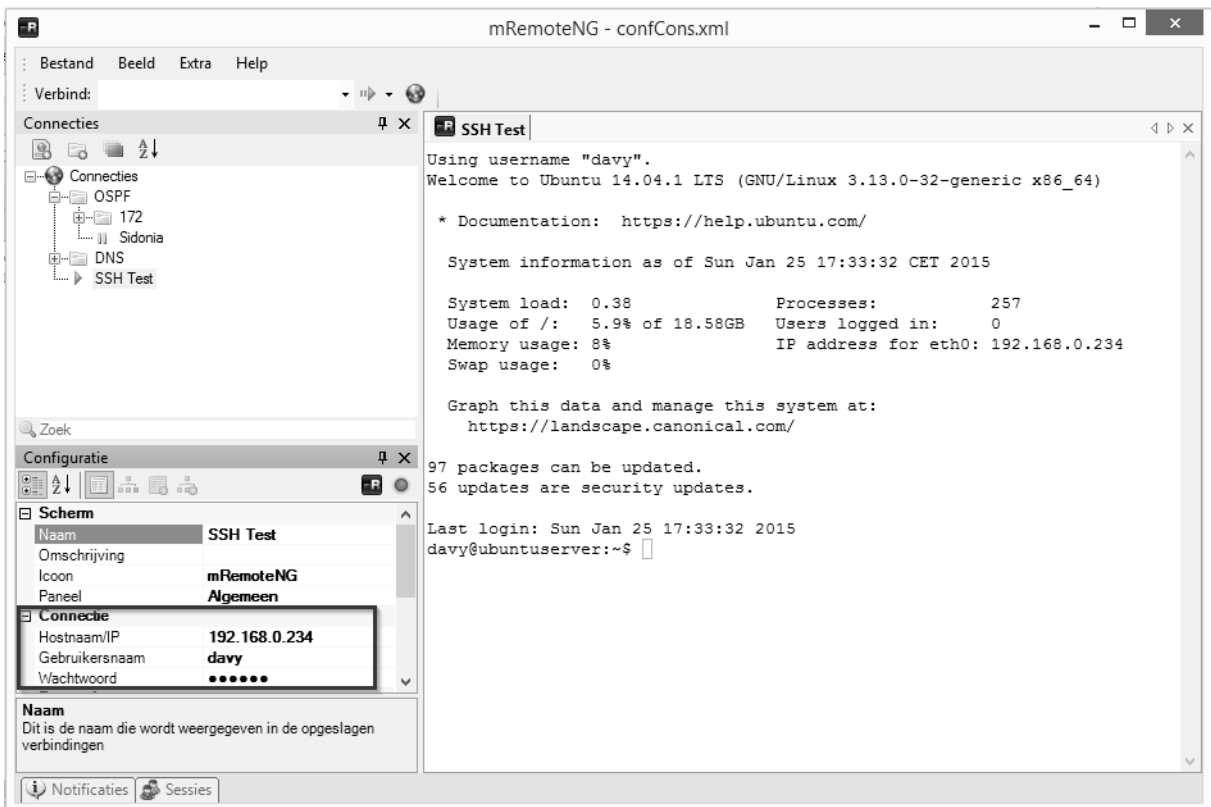 mRemoteNG - confCons.xml
Bestand Beeld Extra Help
Verbind:
Connecties
Connecties
OSPF
172
Sidonia
DNS
SSH Test
Zoek
Configuratie
Scherm
Naam SSH Test
Omschrijving
Icoon mRemoteNG
Paneel Algemeen
Connectie
Hostnaam/IP 192.168.0.234
Gebruikersnaam davy
Wachtwoord ●●●●●●
Naam
Dit is de naam die wordt weergegeven in de opgeslagen
verbindingen
Notificaties Sessies
SSH Test
Using username "davy".
Welcome to Ubuntu 14.04.1 LTS (GNU/Linux 3.13.0-32-generic x86_64)
* Documentation: https://help.ubuntu.com/
System information as of Sun Jan 25 17:33:32 CET 2015
System load: 0.38 Processes: 257
Usage of /: 5.9% of 18.58GB Users logged in: 0
Memory usage: 8% IP address for eth0: 192.168.0.234
Swap usage: 0%
Graph this data and manage this system at:
https://landscape.canonical.com/
97 packages can be updated.
56 updates are security updates.
Last login: Sun Jan 25 17:33:32 2015
davy@ubuntuserver:~$